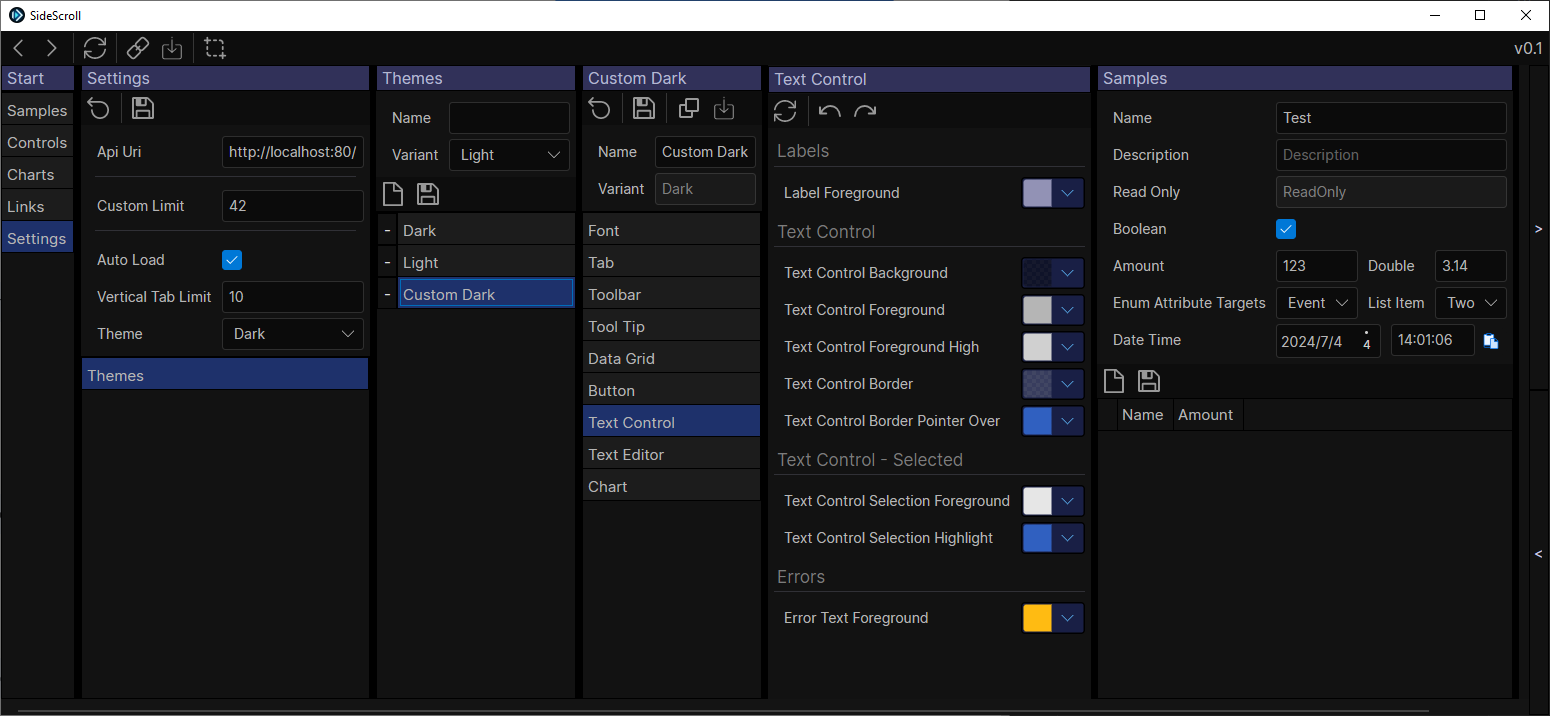 SideScroll
v0.1
Start
Samples
Controls
Charts
Links
Settings
Settings
Api Uri
http://localhost:80/
Custom Limit
42
Auto Load
Vertical Tab Limit
10
Theme
Dark
Themes
Themes
Name
Variant
Light
- Dark
- Light
- Custom Dark
Custom Dark
Name
Custom Dark
Variant
Dark
Font
Tab
Toolbar
Tool Tip
Data Grid
Button
Text Control
Text Editor
Chart
Text Control
Labels
Label Foreground
Text Control
Text Control Background
Text Control Foreground
Text Control Foreground High
Text Control Border
Text Control Border Pointer Over
Text Control - Selected
Text Control Selection Foreground
Text Control Selection Highlight
Errors
Error Text Foreground
Samples
Name
Test
Description
Description
Read Only
ReadOnly
Boolean
Amount
123
Double
3.14
Enum Attribute Targets
Event
List Item
Two
Date Time
2024/7/4
4
14:01:06
Name
Amount
>
<